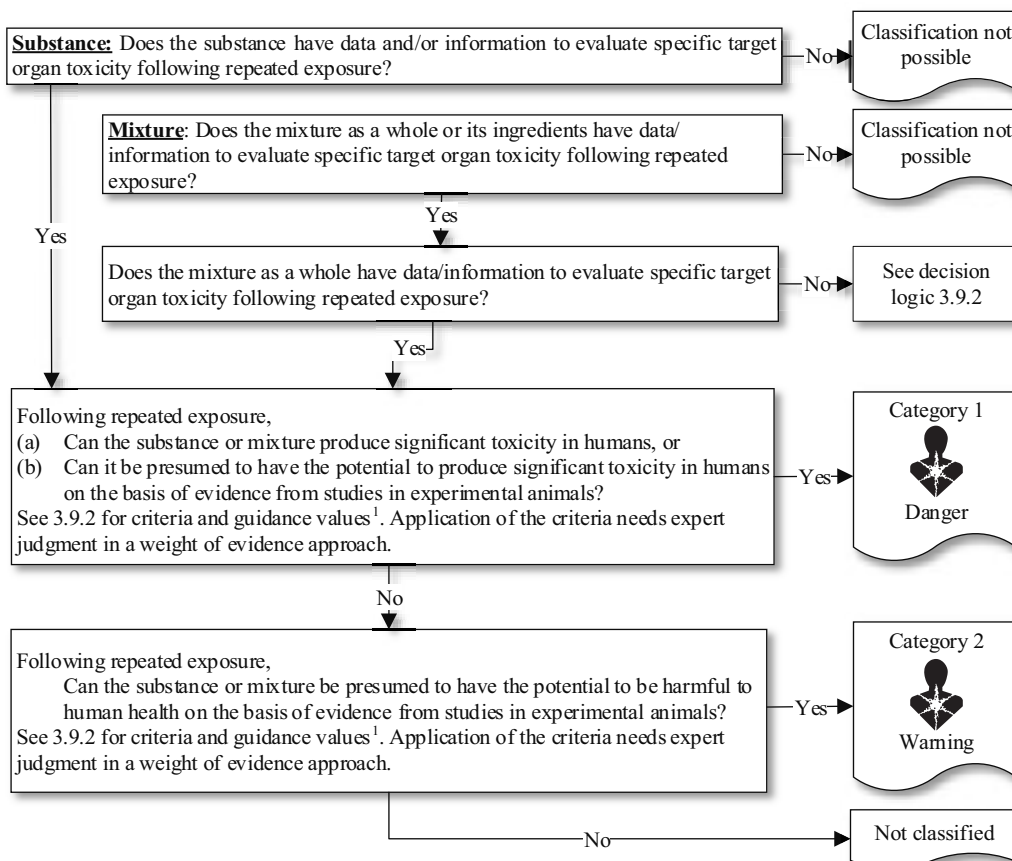 Substance: Does the substance have data and/or information to evaluate specific target
organ toxicity following repeated exposure?
No
Classification not
possible
Mixture: Does the mixture as a whole or its ingredients have data/
information to evaluate specific target organ toxicity following repeated
exposure?
No
Classification not
possible
Yes
Yes
Does the mixture as a whole have data/information to evaluate specific target
organ toxicity following repeated exposure?
No
See decision
logic 3.9.2
Yes
Following repeated exposure,
(a) Can the substance or mixture produce significant toxicity in humans, or
(b) Can it be presumed to have the potential to produce significant toxicity in humans
on the basis of evidence from studies in experimental animals?
See 3.9.2 for criteria and guidance values¹. Application of the criteria needs expert
judgment in a weight of evidence approach.
Yes
Category 1
Danger
No
Following repeated exposure,
Can the substance or mixture be presumed to have the potential to be harmful to
human health on the basis of evidence from studies in experimental animals?
See 3.9.2 for criteria and guidance values¹. Application of the criteria needs expert
judgment in a weight of evidence approach.
Yes
Category 2
Warning
No
Not classified